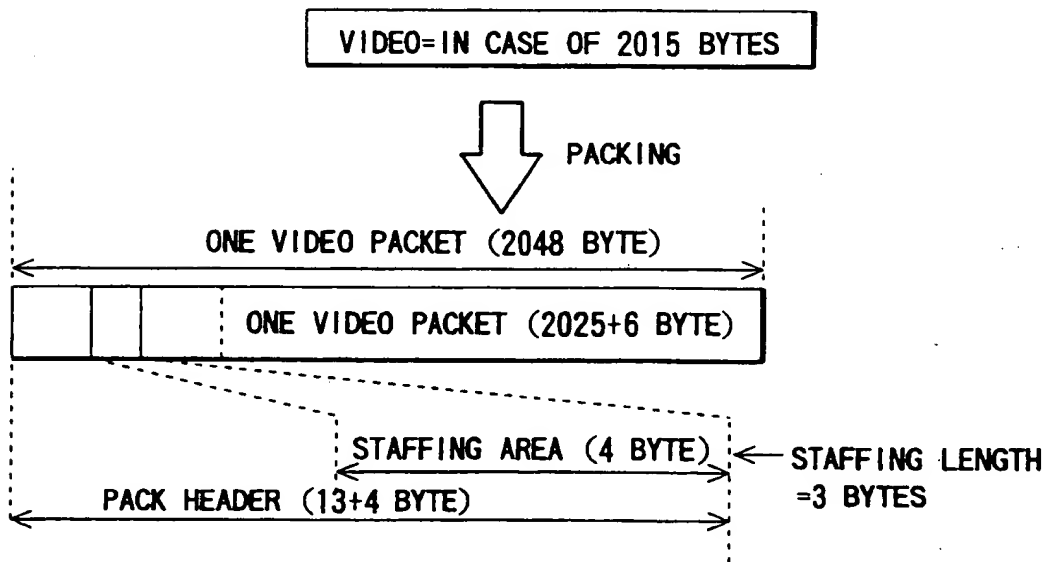 VIDEO=IN CASE OF 2015 BYTES
PACKING
ONE VIDEO PACKET (2048 BYTE)
ONE VIDEO PACKET (2025+6 BYTE)
STAFFING AREA (4 BYTE)
STAFFING LENGTH
=3 BYTES
PACK HEADER (13+4 BYTE)